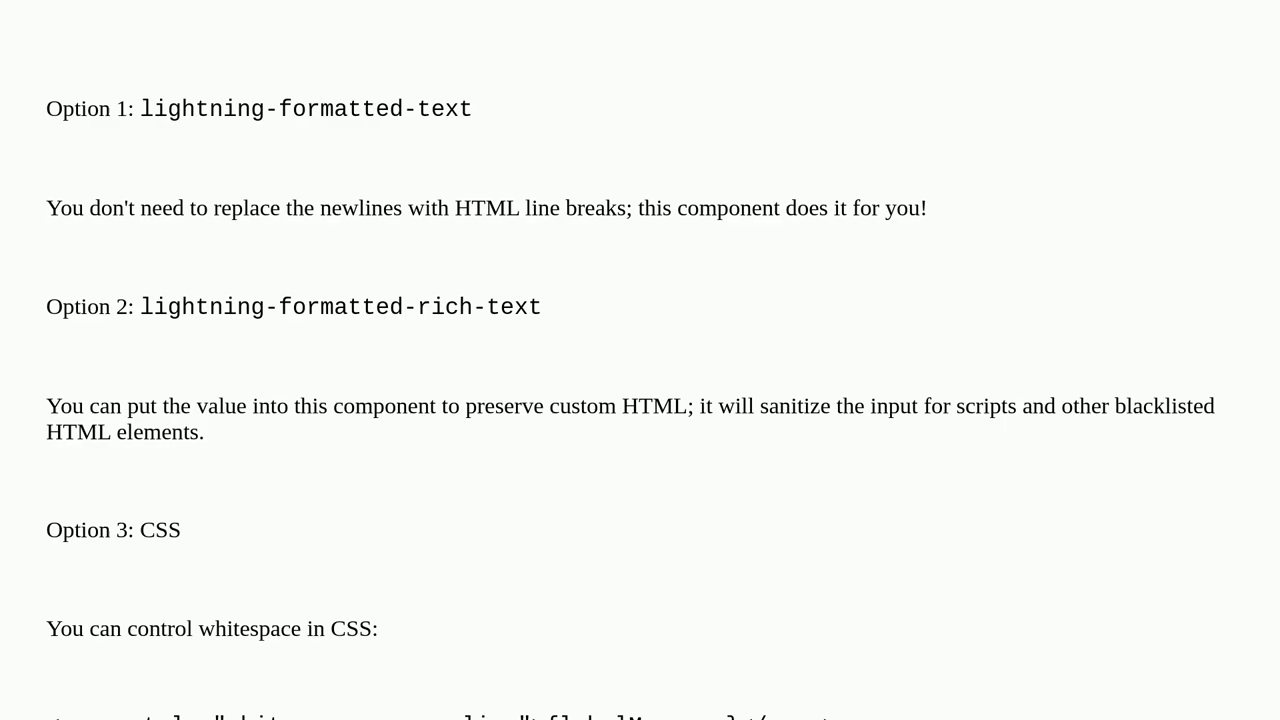 Option 1: lightning-formatted-text
You don't need to replace the newlines with HTML line breaks; this component does it for you!
Option 2: lightning-formatted-rich-text
You can put the value into this component to preserve custom HTML; it will sanitize the input for scripts and other blacklisted
HTML elements.
Option 3: CSS
You can control whitespace in CSS: